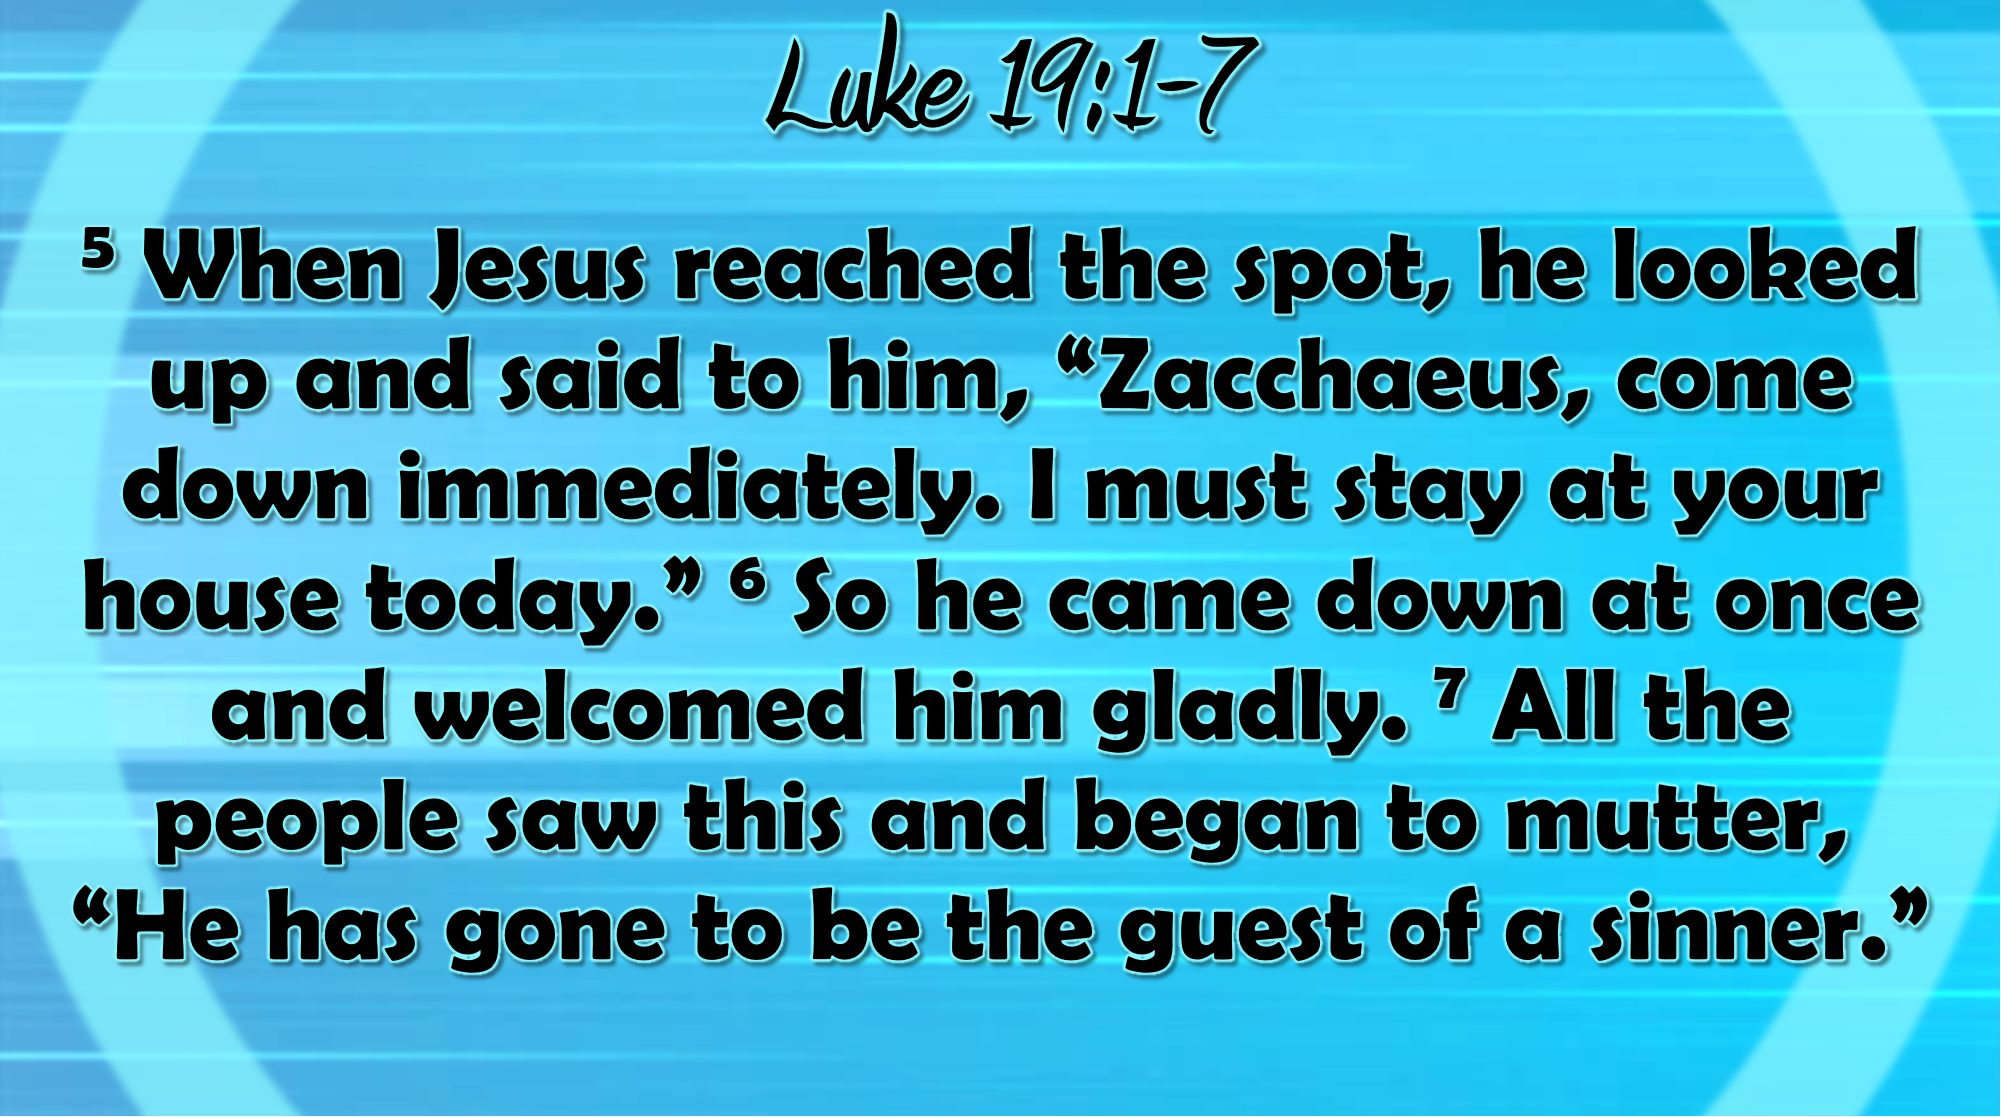 Luke 19:1-7
⁵ When Jesus reached the spot, he looked
up and said to him, “Zacchaeus, come
down immediately. I must stay at your
house today.” ⁶ So he came down at once
and welcomed him gladly. ⁷ All the
people saw this and began to mutter,
“He has gone to be the guest of a sinner.”